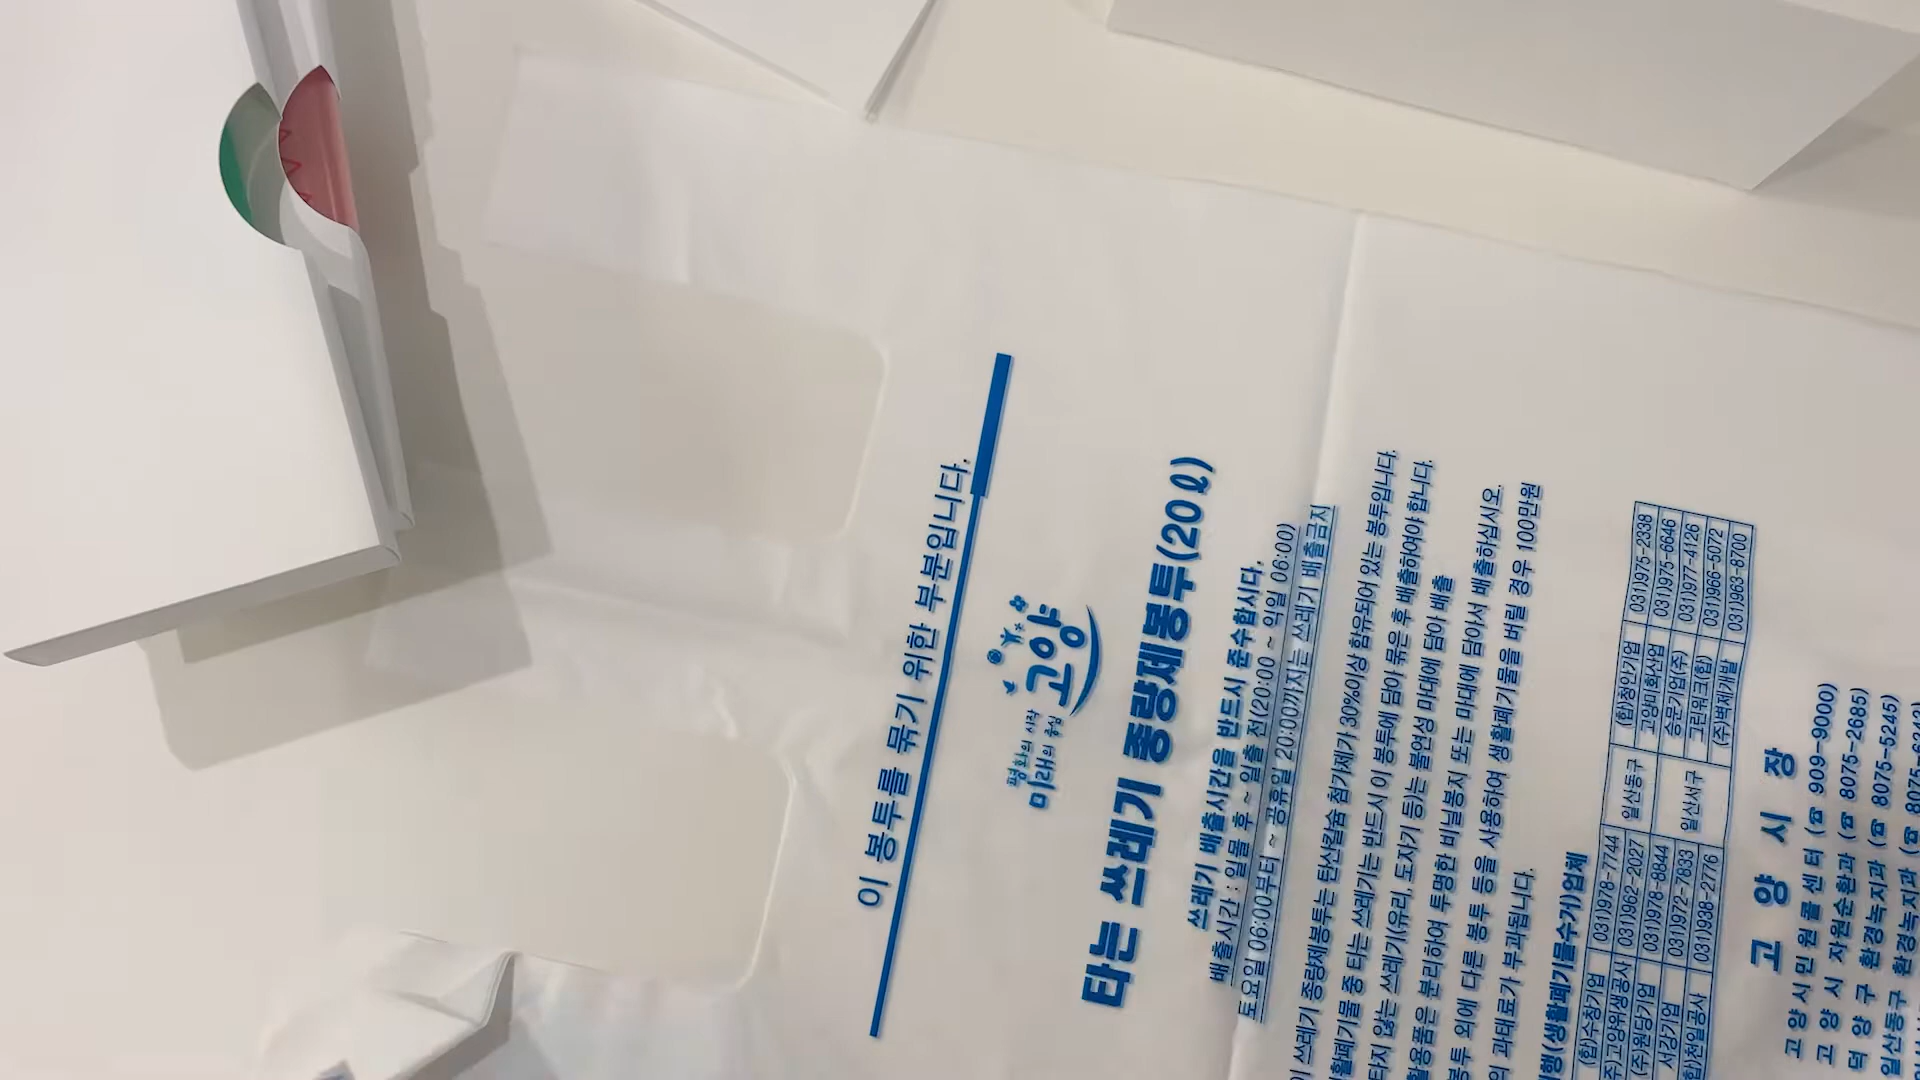 이 봉투를 묶기 위한 부분입니다.
평화의 시작
미래의 중심
고양
타는 쓰레기 종량제봉투(20ℓ)
쓰레기 배출시간을 반드시 준수합시다.
배출시간 : 일몰 후 ~ 일출 전(20:00 ~ 익일 06:00)
토요일 06:00부터 ~ 공휴일 20:00까지는 쓰레기 배출금지
이 쓰레기 종량제봉투는 탄산칼슘 첨가제가 30%이상 함유되어 있는 봉투입니다.
활폐기물 중 타는 쓰레기는 반드시 이 봉투에 담아 묶은 후 배출하여야 합니다.
타지 않는 쓰레기(유리, 도자기 등)는 불연성 마대에 담아 배출
활용품은 분리하여 투명한 비닐봉지 또는 마대에 담아서 배출하십시오.
봉투 외에 다른 봉투 등을 사용하여 생활폐기물을 버릴 경우 100만원
의 과태료가 부과됩니다.
행(생활폐기물수거)업체
(합)수창기업 031)978-7744 일산동구 (합)청안기업 031)975-2338
주)고양위생공사 031)962-2027 고양미화산업 031)975-6646
(주)원당기업 031)978-8844 일산서구 승문기업(주) 031)977-4126
서강기업 031)972-7833 그린워크(합) 031)966-5072
합)천일공사 031)938-2776 (주)벽제개발 031)963-8700
고 양 시 장
고양시민원콜센터 (☎ 909-9000)
고 양 시 자원순환과 (☎ 8075-2685)
덕 양 구 환경녹지과 (☎ 8075-5245)
일산동구 환경녹지과 (☎ 8075-6243)